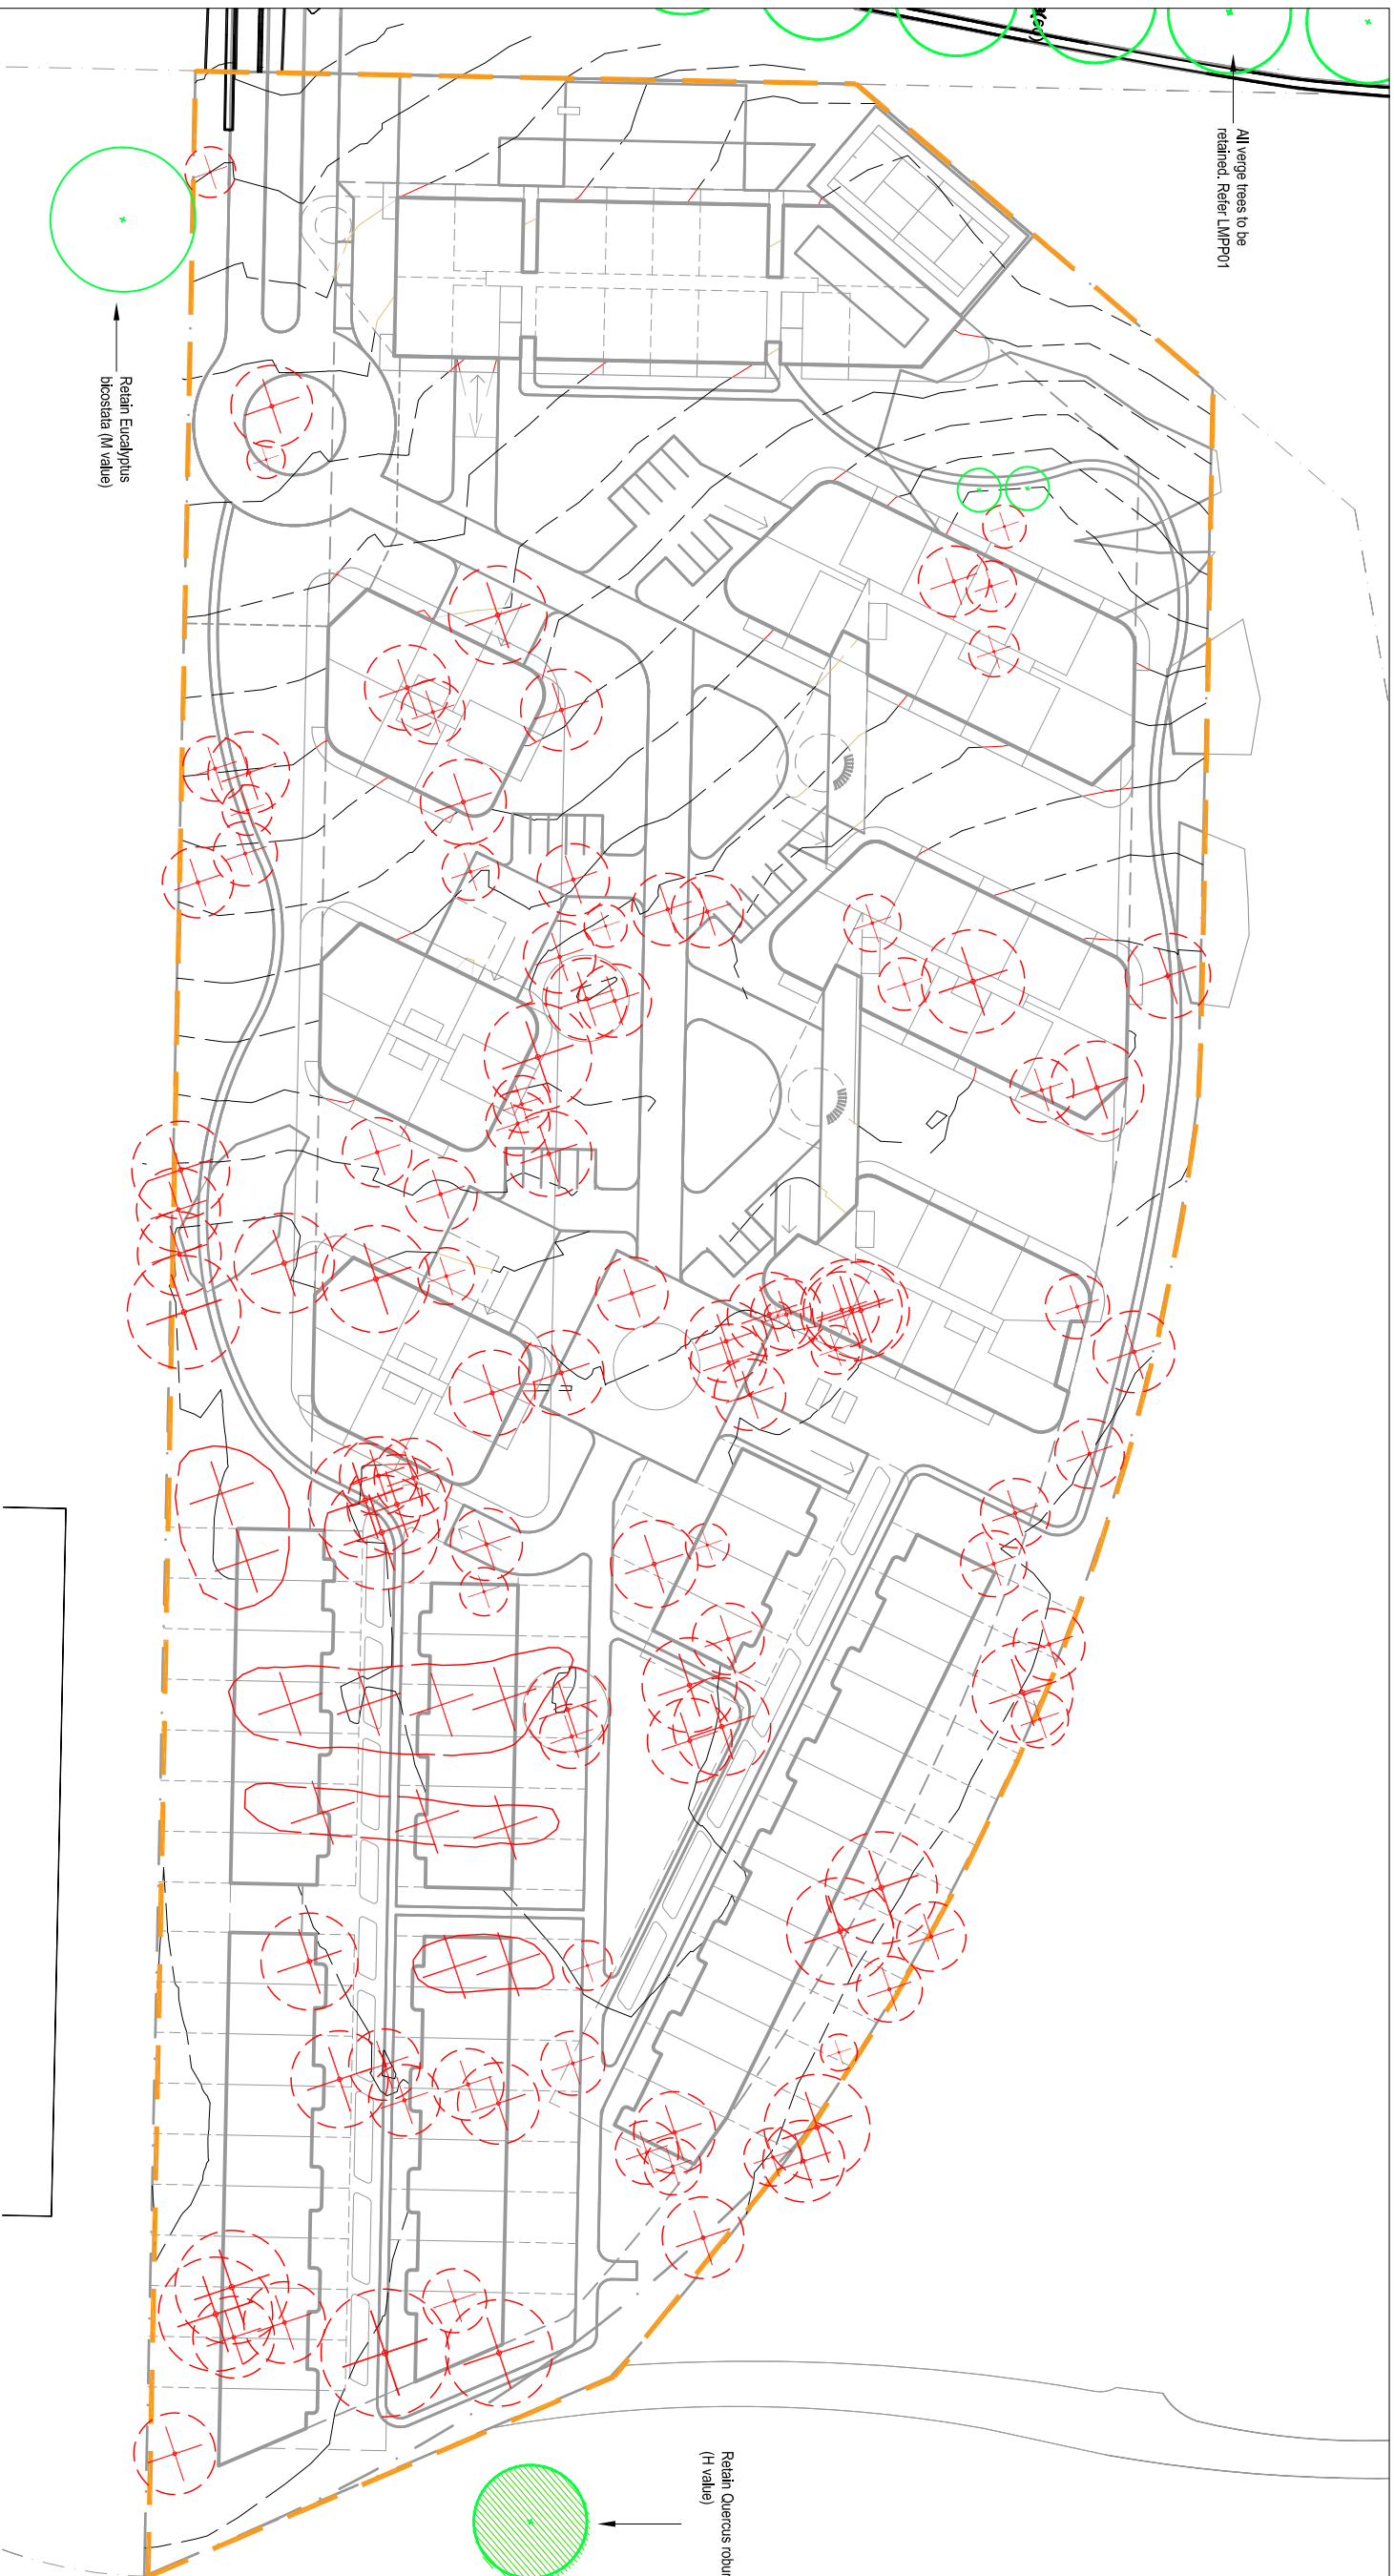 All verge trees to be
retained. Refer LMPP01
Retain Eucalyptus
bicostata (M value)
Retain Quercus robur
(H value)